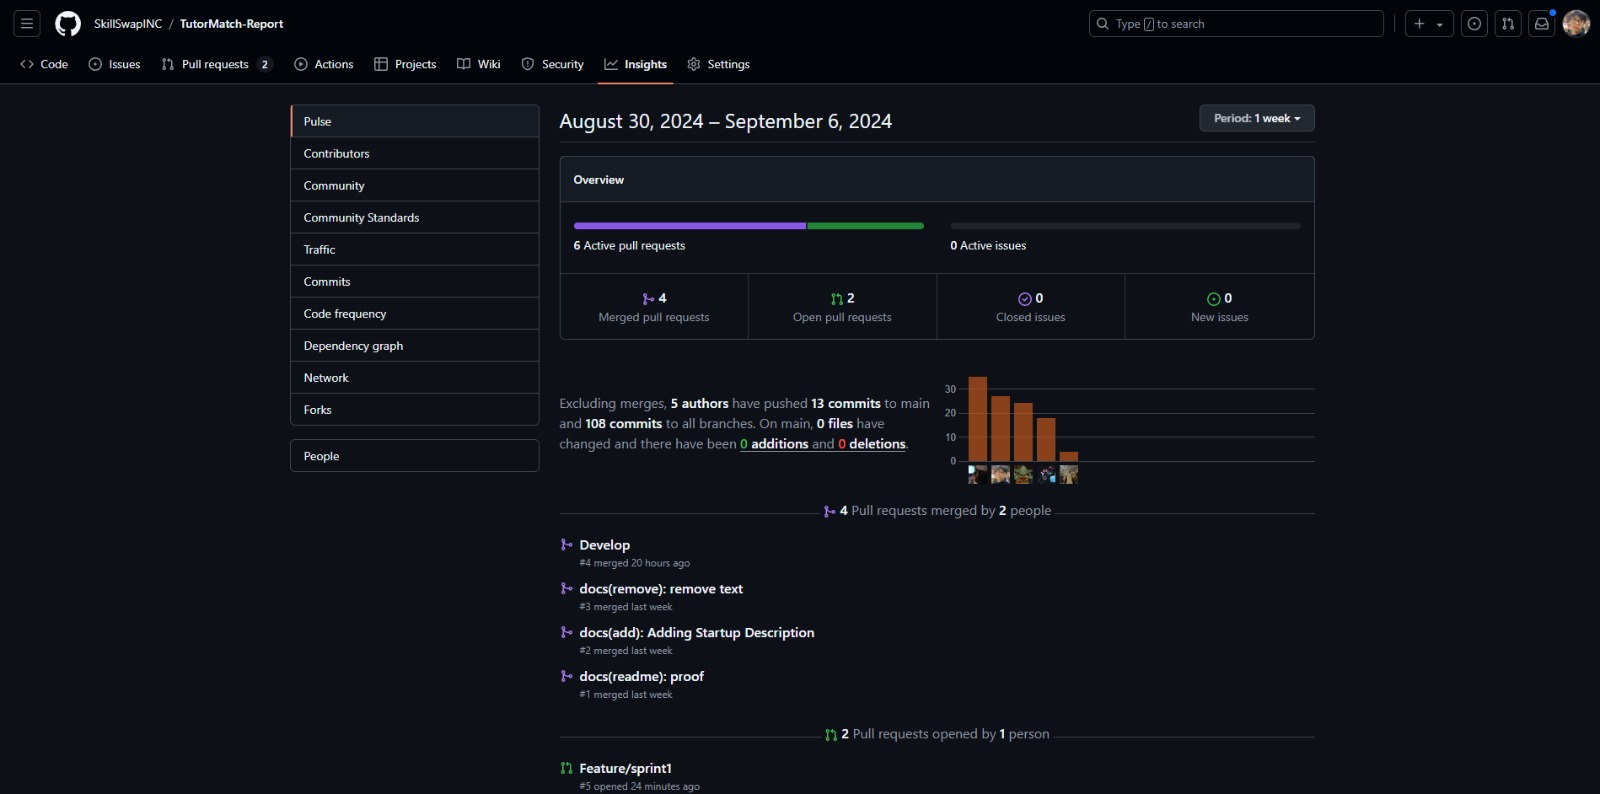 SkillSwapINC / TutorMatch-Report
Type / to search
Code Issues Pull requests 2 Actions Projects Wiki Security Insights Settings
Pulse
Contributors
Community
Community Standards
Traffic
Commits
Code frequency
Dependency graph
Network
Forks
People
August 30, 2024 – September 6, 2024
Period: 1 week
Overview
6 Active pull requests
0 Active issues
4
Merged pull requests
2
Open pull requests
0
Closed issues
0
New issues
Excluding merges, 5 authors have pushed 13 commits to main
and 108 commits to all branches. On main, 0 files have
changed and there have been 0 additions and 0 deletions.
30
20
10
0
4 Pull requests merged by 2 people
Develop
#4 merged 20 hours ago
docs(remove): remove text
#3 merged last week
docs(add): Adding Startup Description
#2 merged last week
docs(readme): proof
#1 merged last week
2 Pull requests opened by 1 person
Feature/sprint1
#5 opened 24 minutes ago